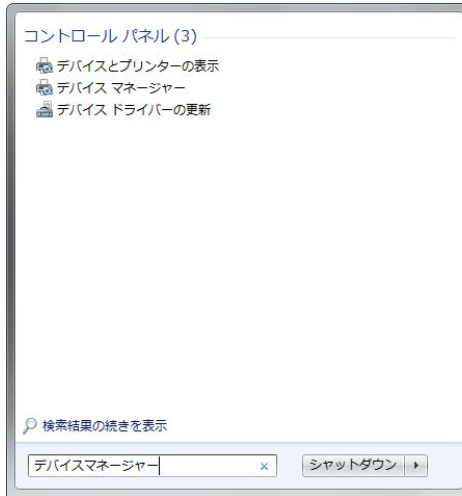 コントロール パネル (3)
デバイスとプリンターの表示
デバイス マネージャー
デバイス ドライバーの更新
検索結果の続きを表示
デバイスマネージャー
シャットダウン